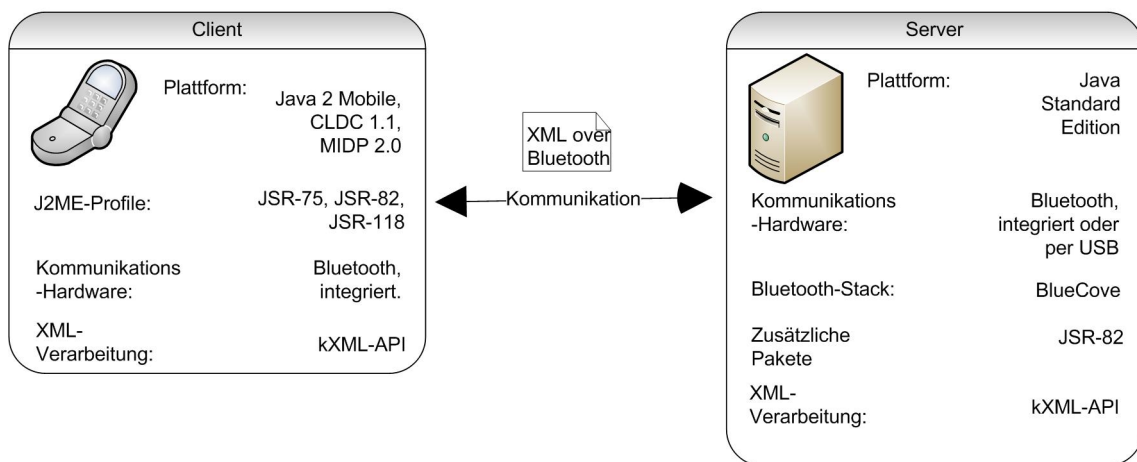 Client
Plattform:
Java 2 Mobile,
CLDC 1.1,
MIDP 2.0
J2ME-Profile:
JSR-75, JSR-82,
JSR-118
Kommunikations
-Hardware:
Bluetooth,
integriert.
XML-
Verarbeitung:
kXML-API
XML over
Bluetooth
Kommunikation
Server
Plattform:
Java
Standard
Edition
Kommunikations
-Hardware:
Bluetooth,
integriert oder
per USB
Bluetooth-Stack:
BlueCove
Zusätzliche
Pakete
JSR-82
XML-
Verarbeitung:
kXML-API